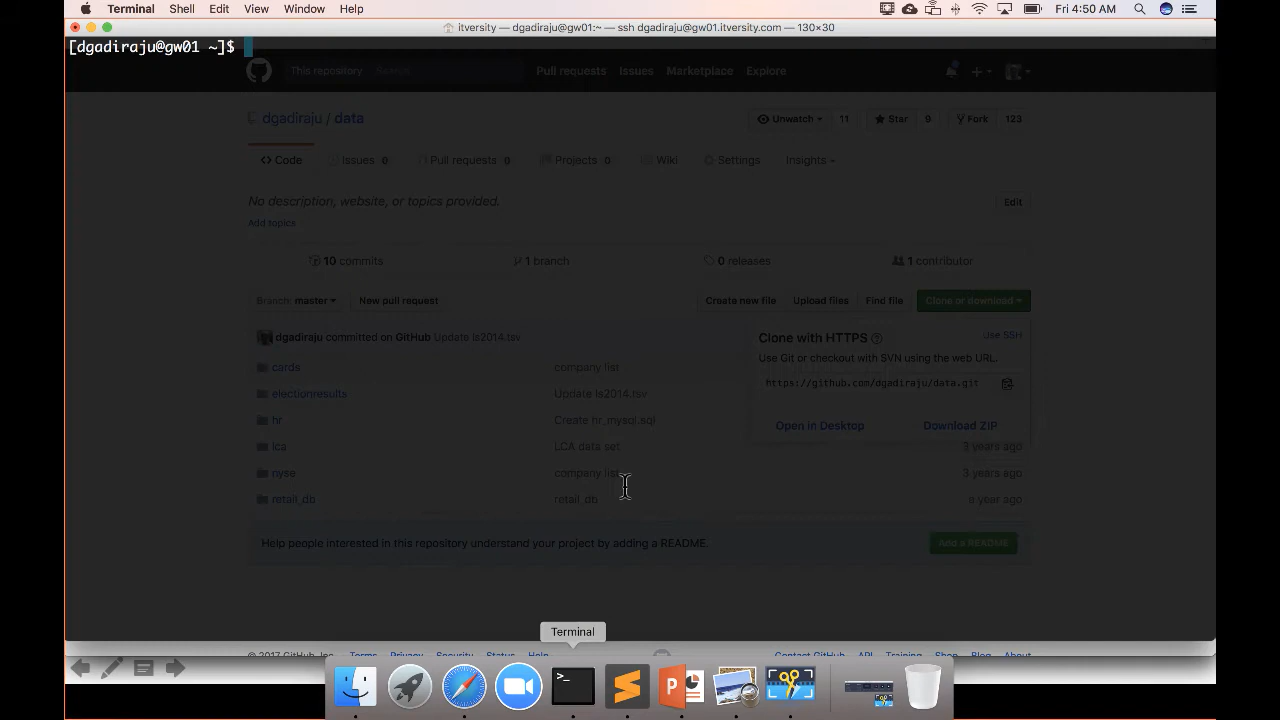 Terminal Shell Edit View Window Help Fri 4:50 AM
itversity — dgadiraju@gw01:~ — ssh dgadiraju@gw01.itversity.com — 130×30
[dgadiraju@gw01 ~]$
This repository Search Pull requests Issues Marketplace Explore
dgadiraju / data Unwatch 11 Star 9 Fork 123
<> Code Issues 0 Pull requests 0 Projects 0 Wiki Settings Insights
No description, website, or topics provided. Edit
Add topics
10 commits 1 branch 0 releases 1 contributor
Branch: master New pull request Create new file Upload files Find file Clone or download
dgadiraju committed on GitHub Update ls2014.tsv Clone with HTTPS Use SSH
Use Git or checkout with SVN using the web URL.
cards company list
https://github.com/dgadiraju/data.git
electionresults Update ls2014.tsv
hr Create hr_mysql.sql Open in Desktop Download ZIP
lca LCA data set 3 years ago
nyse company list 3 years ago
retail_db retail_db a year ago
Help people interested in this repository understand your project by adding a README. Add a README
Terminal
© 2017 GitHub, Inc. Terms Privacy Security Status Help Contact GitHub API Training Shop Blog About